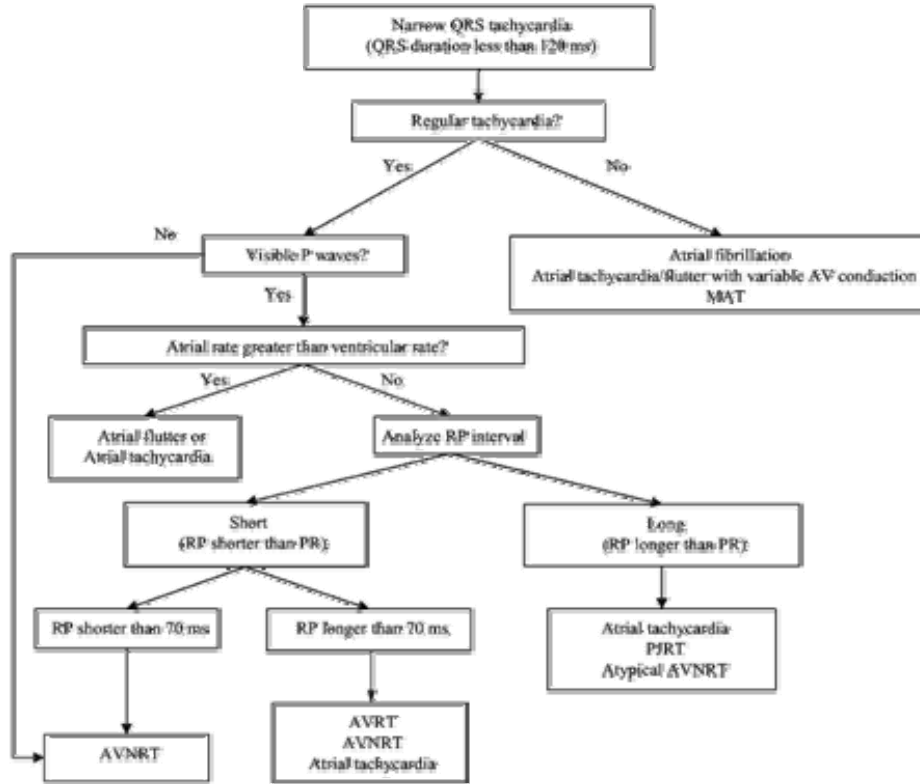 Narrow QRS tachycardia
(QRS duration less than 120 ms)
Regular tachycardia?
Yes
No
No
Visible P waves?
Atrial fibrillation
Atrial tachycardia/flutter with variable AV conduction
MAT
Yes
Atrial rate greater than ventricular rate?
Yes
No
Atrial flutter or
Atrial tachycardia
Analyze RP interval
Short
(RP shorter than PR)
Long
(RP longer than PR)
RP shorter than 70 ms
RP longer than 70 ms
Atrial tachycardia
PJRT
Atypical AVNRT
AVNRT
AVRT
AVNRT
Atrial tachycardia